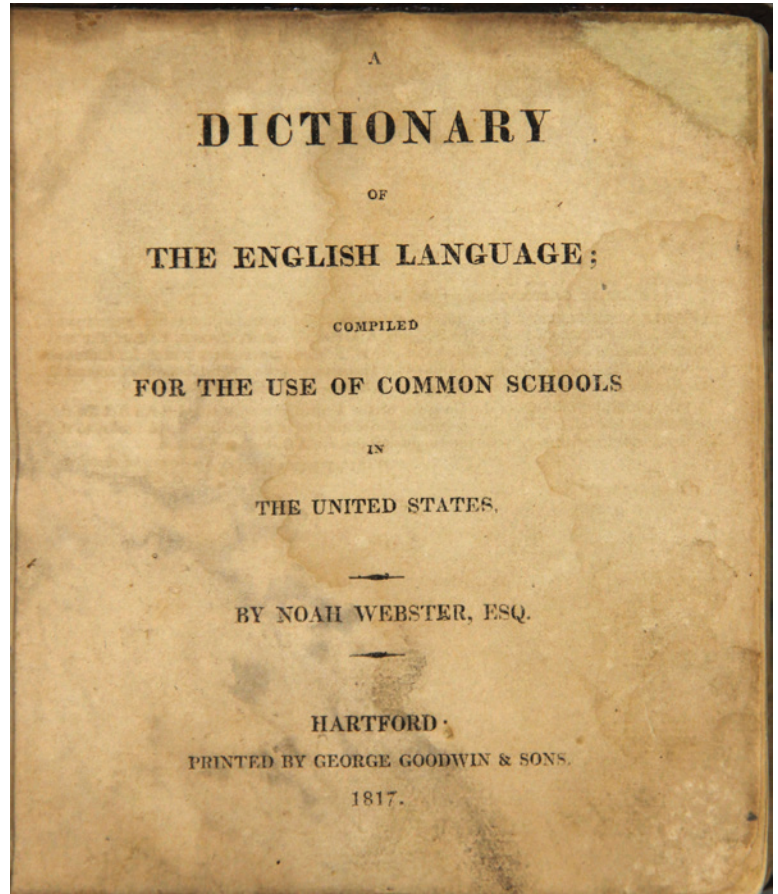 A
DICTIONARY
OF
THE ENGLISH LANGUAGE;
COMPILED
FOR THE USE OF COMMON SCHOOLS
IN
THE UNITED STATES.
BY NOAH WEBSTER, ESQ.
HARTFORD:
PRINTED BY GEORGE GOODWIN & SONS.
1817.